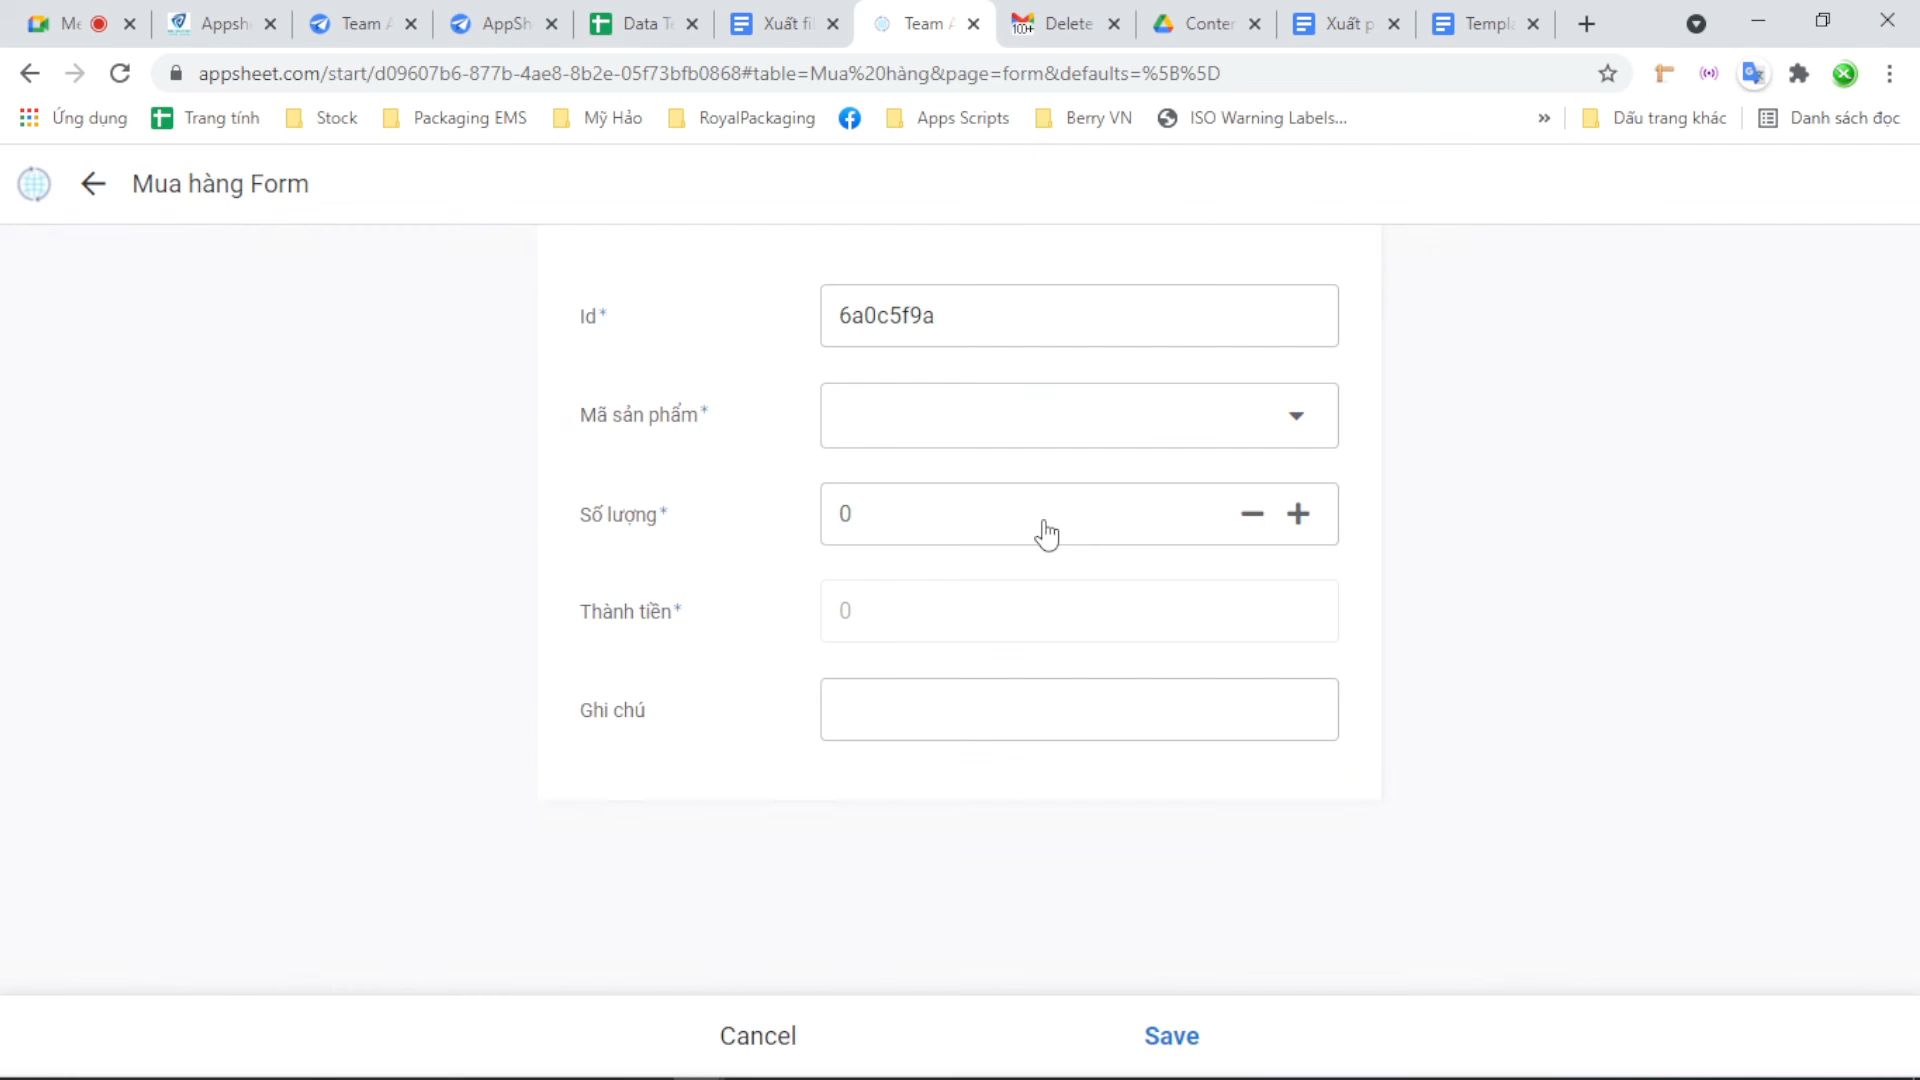 Me Appsh Team A AppSh Data Te Xuất fi Team A Delete Conter Xuất p Templa
appsheet.com/start/d09607b6-877b-4ae8-8b2e-05f73bfb0868#table=Mua%20hàng&page=form&defaults=%5B%5D
Ứng dụng Trang tính Stock Packaging EMS Mỹ Hảo RoyalPackaging Apps Scripts Berry VN ISO Warning Labels... » Dấu trang khác Danh sách đọc
Mua hàng Form
Id* 6a0c5f9a
Mã sản phẩm*
Số lượng* 0
Thành tiền* 0
Ghi chú
Cancel Save